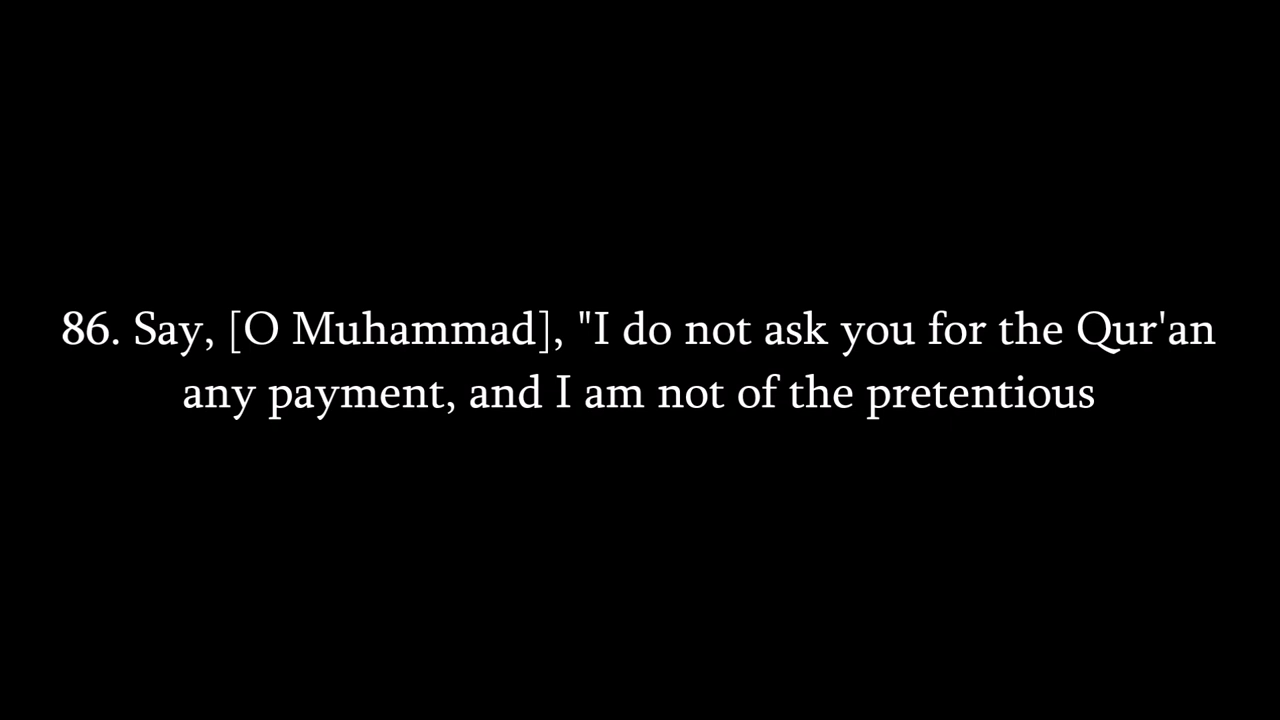 86. Say, [O Muhammad], "I do not ask you for the Qur'an
any payment, and I am not of the pretentious